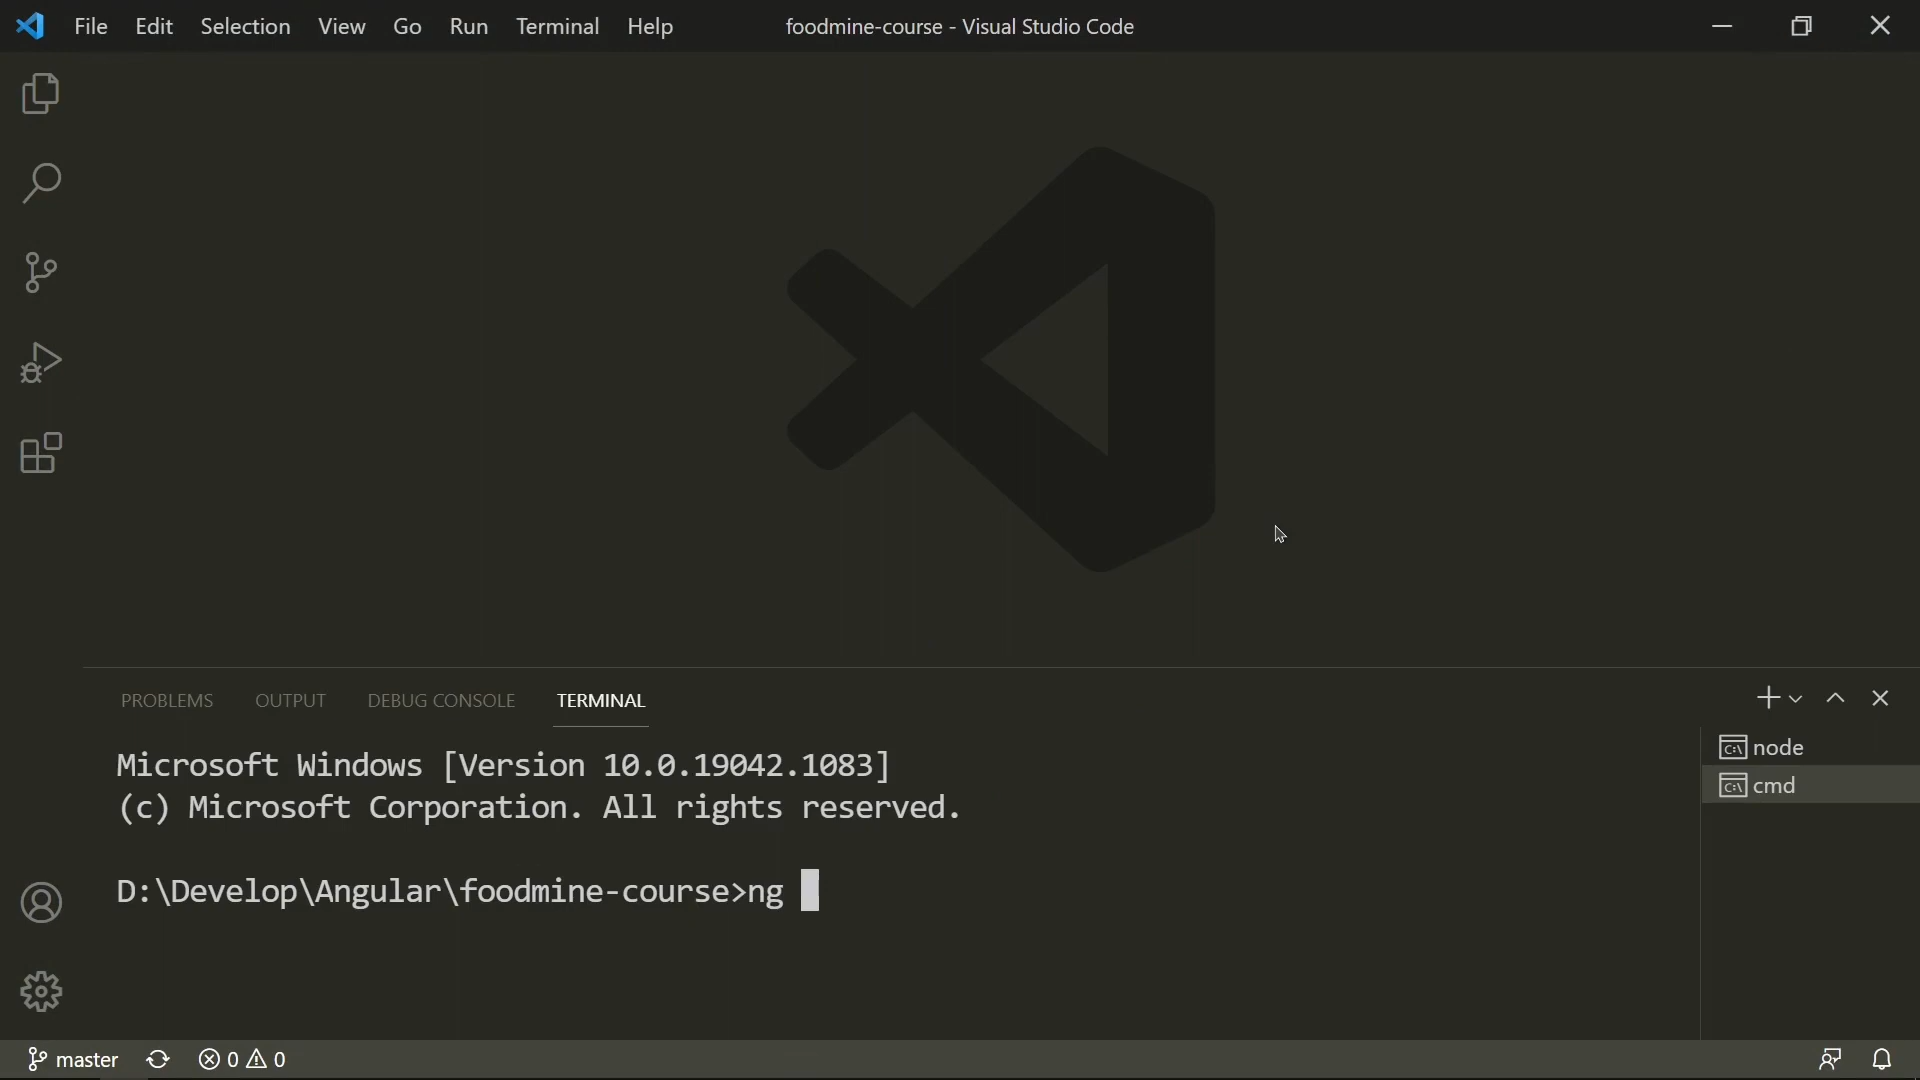 File Edit Selection View Go Run Terminal Help foodmine-course - Visual Studio Code
PROBLEMS OUTPUT DEBUG CONSOLE TERMINAL
Microsoft Windows [Version 10.0.19042.1083]
(c) Microsoft Corporation. All rights reserved.
D:\Develop\Angular\foodmine-course>ng
node
cmd
master 0 0